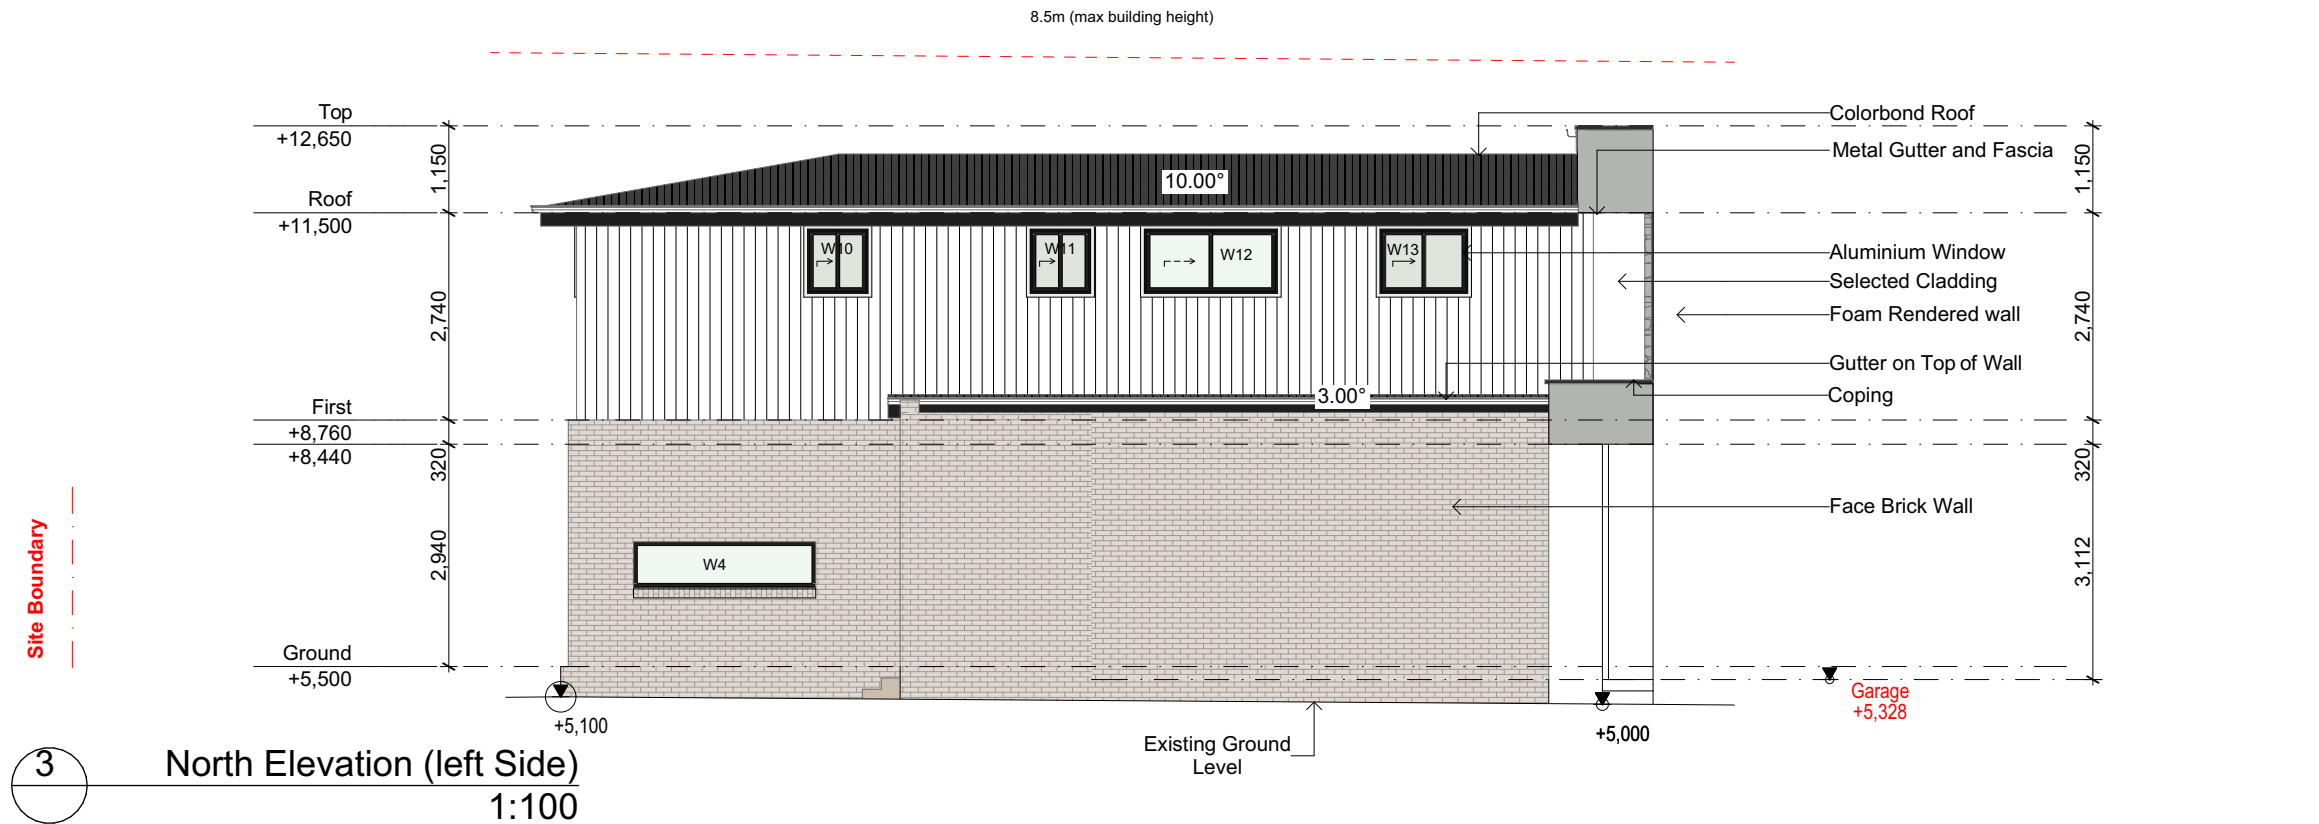 8.5m (max building height)
Top
+12,650
1,150
Roof
+11,500
2,740
First
+8,760
+8,440
320
2,940
Ground
+5,500
Site Boundary
10.00°
W10
W11
W12
W13
3.00°
W4
Colorbond Roof
Metal Gutter and Fascia
1,150
Aluminium Window
Selected Cladding
Foam Rendered wall
2,740
Gutter on Top of Wall
Coping
320
Face Brick Wall
3,112
Garage
+5,328
+5,100
+5,000
Existing Ground
Level
3
North Elevation (left Side)
1:100